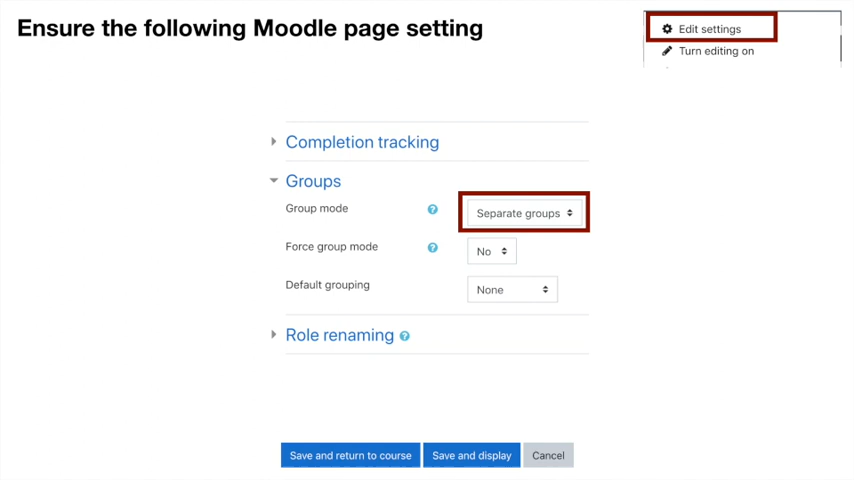 Ensure the following Moodle page setting
Edit settings
Turn editing on
Completion tracking
Groups
Group mode
?
Separate groups
Force group mode
?
No
Default grouping
None
Role renaming ?
Save and return to course
Save and display
Cancel